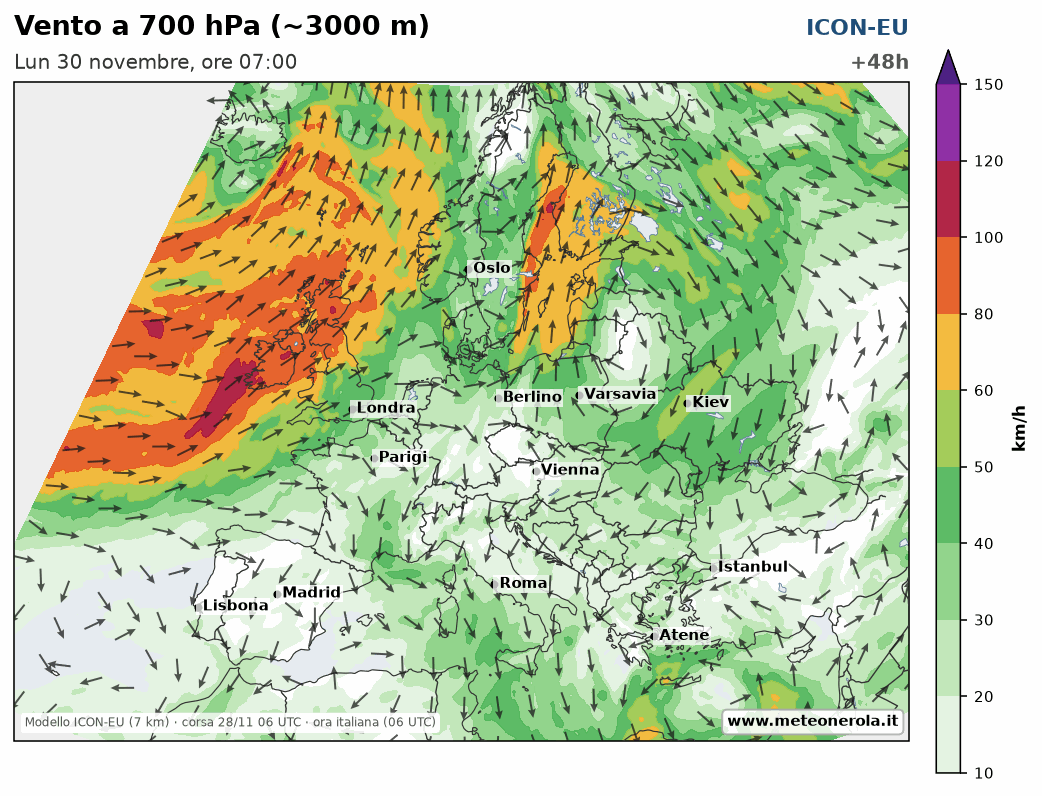 Vento a 700 hPa (~3000 m)
ICON-EU
Lun 30 novembre, ore 07:00
+48h
150
120
100
80
60
50
40
30
20
10
km/h
Oslo
Berlino
Varsavia
Kiev
Londra
Parigi
Vienna
Istanbul
Roma
Madrid
Lisbona
Atene
Modello ICON-EU (7 km) · corsa 28/11 06 UTC · ora italiana (06 UTC)
www.meteonerola.it